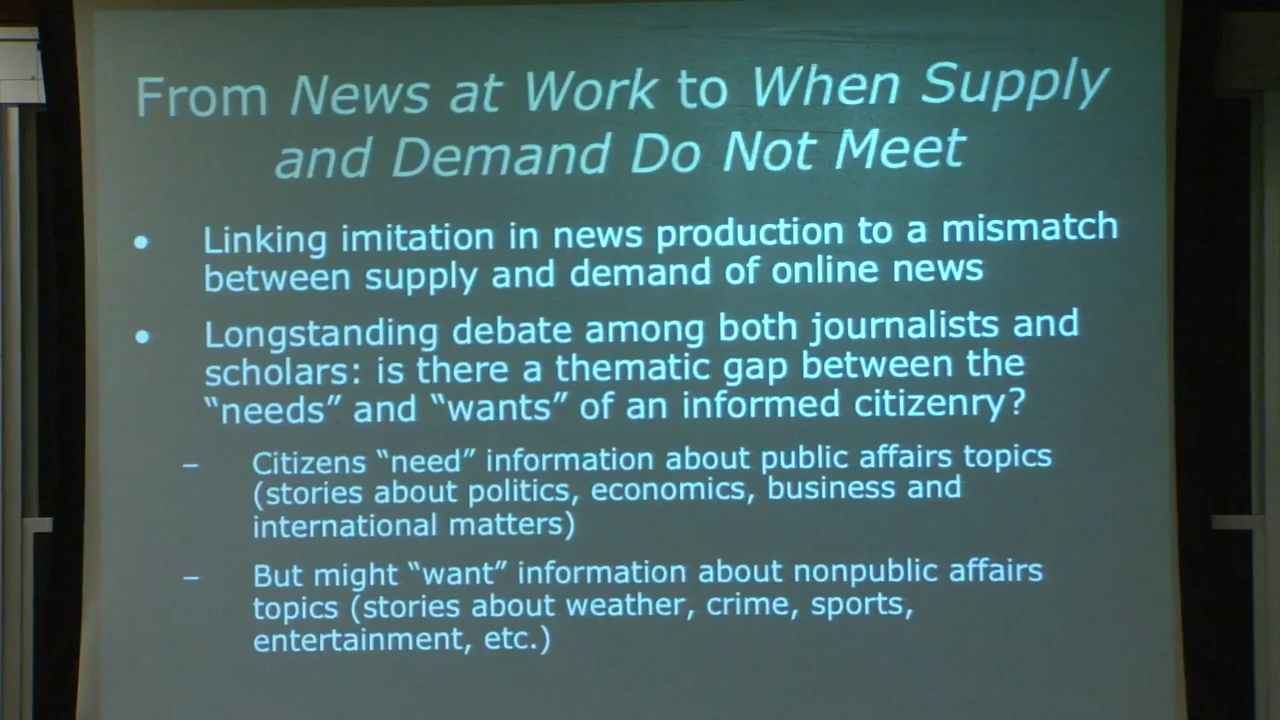 From News at Work to When Supply
and Demand Do Not Meet
• Linking imitation in news production to a mismatch
between supply and demand of online news
• Longstanding debate among both journalists and
scholars: is there a thematic gap between the
“needs” and “wants” of an informed citizenry?
– Citizens “need” information about public affairs topics
(stories about politics, economics, business and
international matters)
– But might “want” information about nonpublic affairs
topics (stories about weather, crime, sports,
entertainment, etc.)